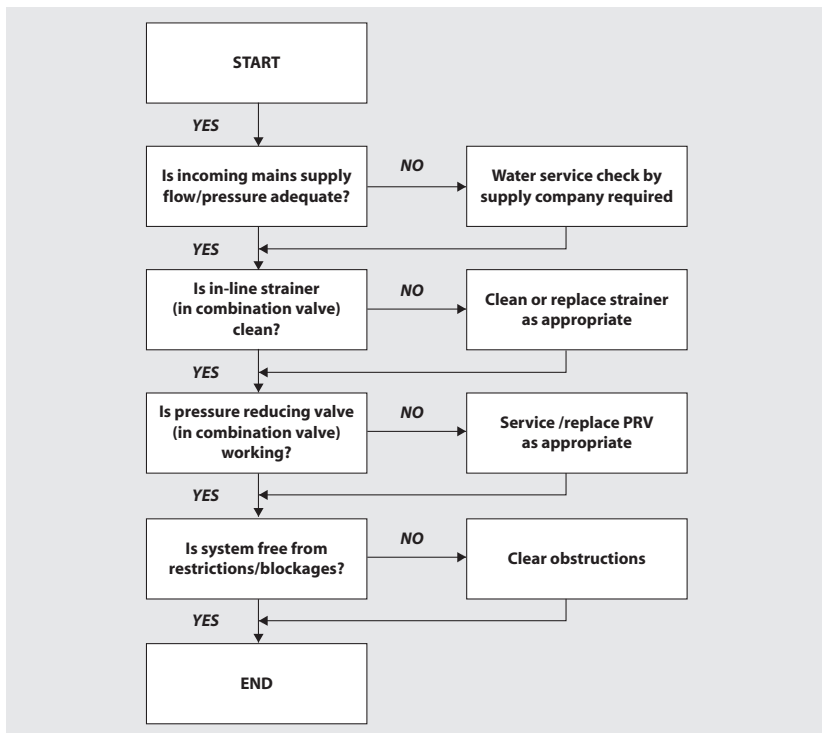 START
YES
Is incoming mains supply
flow/pressure adequate?
NO
Water service check by
supply company required
YES
Is in-line strainer
(in combination valve)
clean?
NO
Clean or replace strainer
as appropriate
YES
Is pressure reducing valve
(in combination valve)
working?
NO
Service /replace PRV
as appropriate
YES
Is system free from
restrictions/blockages?
NO
Clear obstructions
YES
END